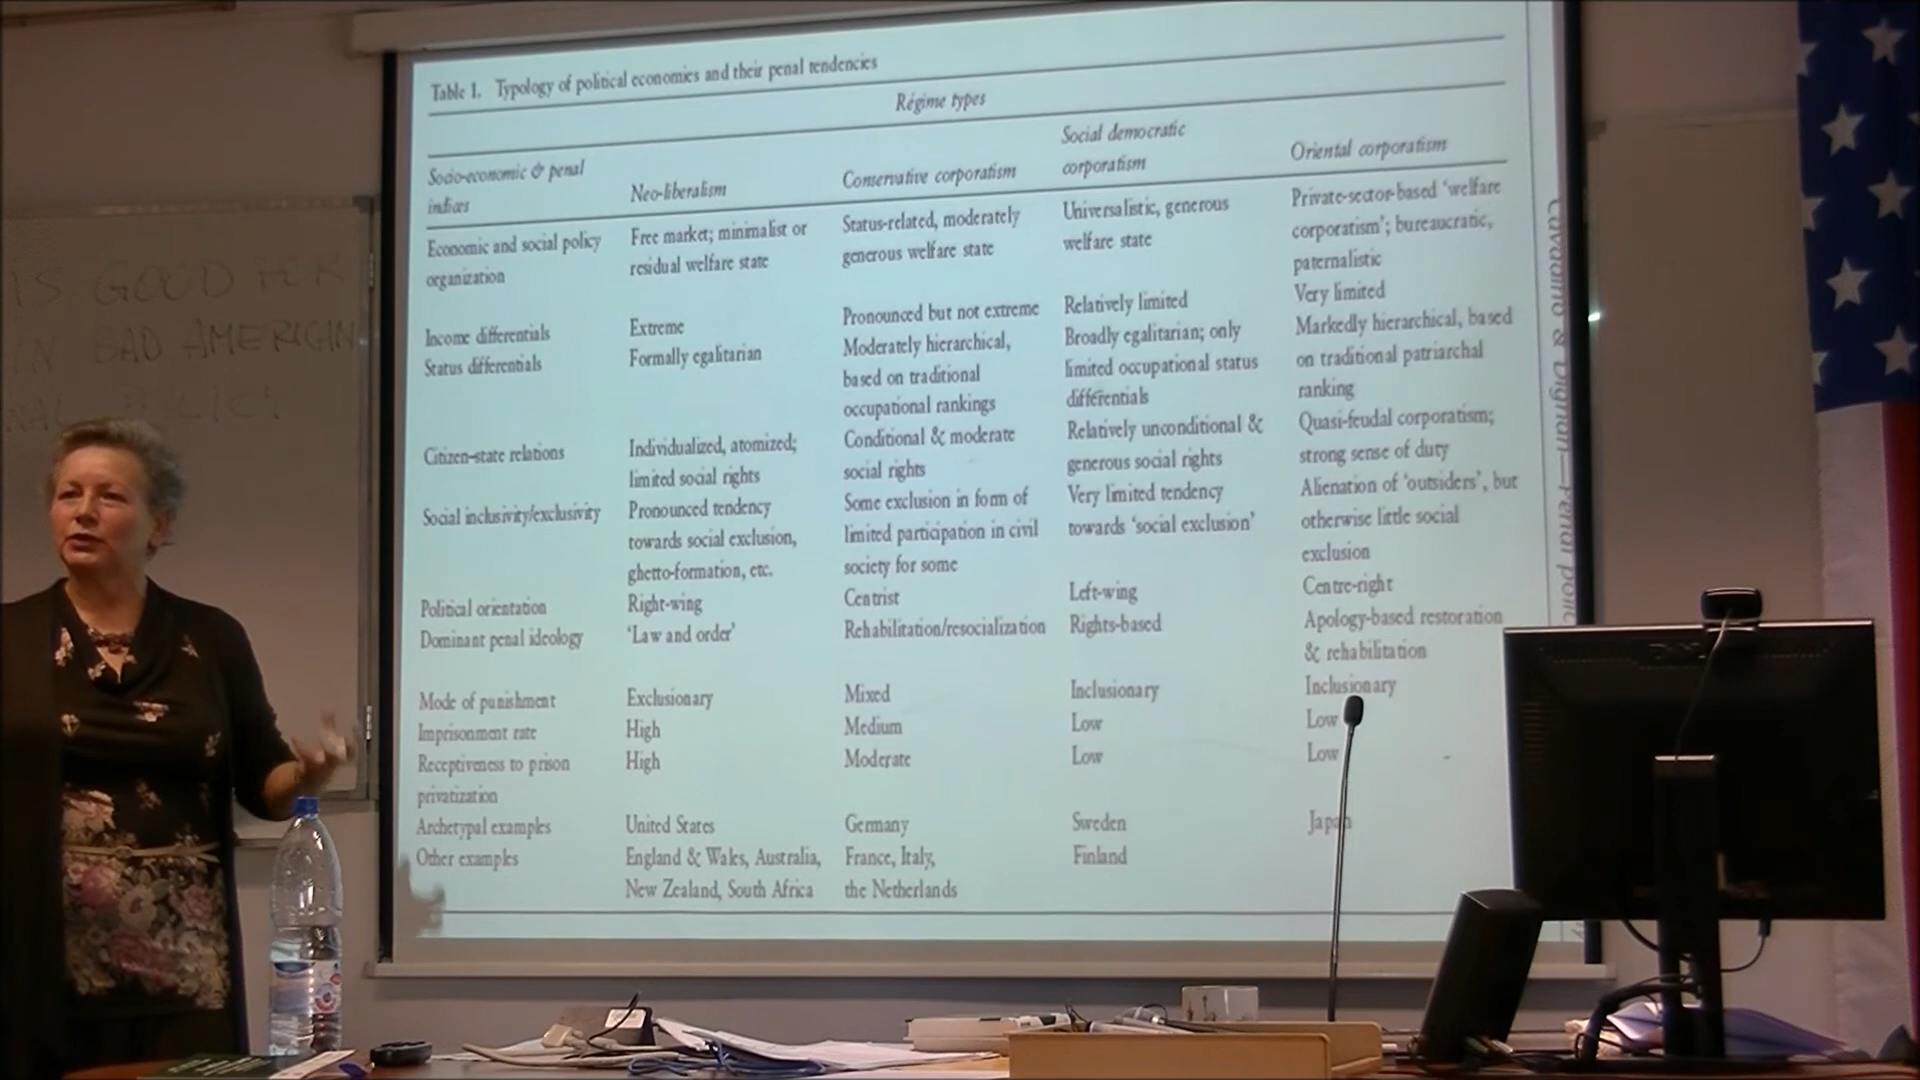 Table 1. Typology of political economies and their penal tendencies
Régime types
Socio-economic & penal indices
Neo-liberalism
Conservative corporatism
Social democratic corporatism
Oriental corporatism
Economic and social policy organization
Free market; minimalist or residual welfare state
Status-related, moderately generous welfare state
Universalistic, generous welfare state
Private-sector-based ‘welfare corporatism’; bureaucratic, paternalistic
Income differentials
Extreme
Pronounced but not extreme
Relatively limited
Very limited
Status differentials
Formally egalitarian
Moderately hierarchical, based on traditional occupational rankings
Broadly egalitarian; only limited occupational status differentials
Markedly hierarchical, based on traditional patriarchal ranking
Citizen–state relations
Individualized, atomized; limited social rights
Conditional & moderate social rights
Relatively unconditional & generous social rights
Quasi-feudal corporatism; strong sense of duty
Social inclusivity/exclusivity
Pronounced tendency towards social exclusion, ghetto-formation, etc.
Some exclusion in form of limited participation in civil society for some
Very limited tendency towards ‘social exclusion’
Alienation of ‘outsiders’, but otherwise little social exclusion
Political orientation
Right-wing
Centrist
Left-wing
Centre-right
Dominant penal ideology
‘Law and order’
Rehabilitation/resocialization
Rights-based
Apology-based restoration & rehabilitation
Mode of punishment
Exclusionary
Mixed
Inclusionary
Inclusionary
Imprisonment rate
High
Medium
Low
Low
Receptiveness to prison privatization
High
Moderate
Low
Low
Archetypal examples
United States
Germany
Sweden
Japan
Other examples
England & Wales, Australia, New Zealand, South Africa
France, Italy, the Netherlands
Finland
Cavadino & Dignan—Penal polic
IS GOOD FOR
IN BAD AMERICAN
NAL POLICY